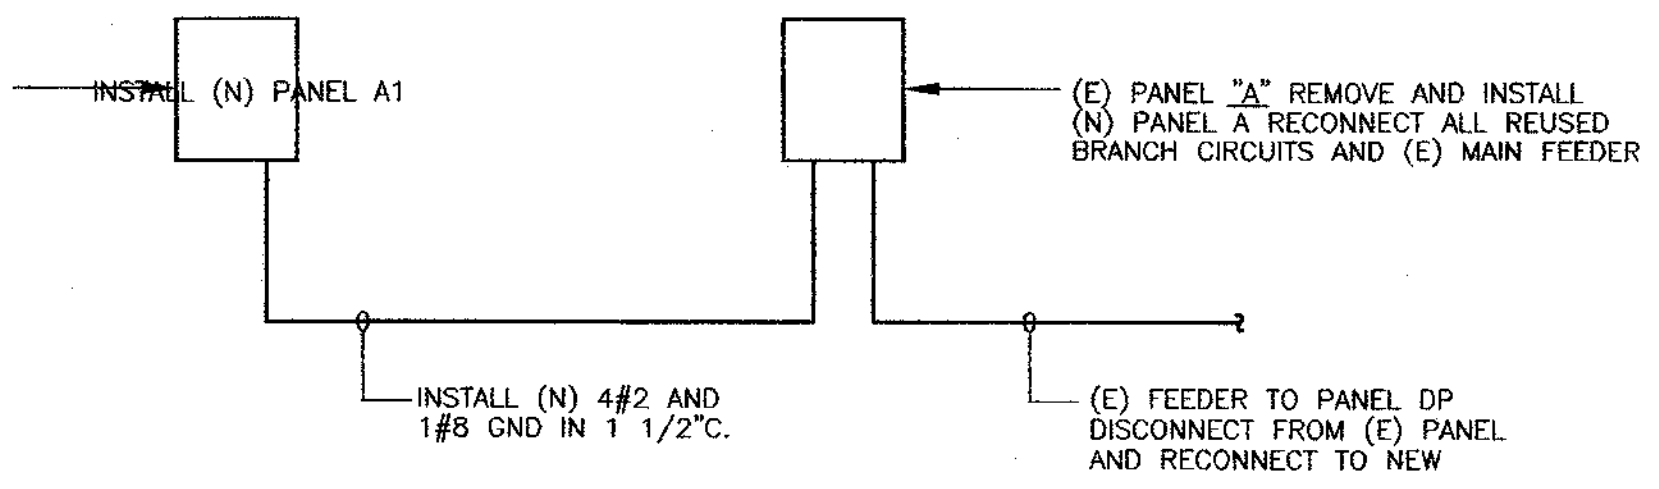 INSTALL (N) PANEL A1
(E) PANEL "A" REMOVE AND INSTALL
(N) PANEL A RECONNECT ALL REUSED
BRANCH CIRCUITS AND (E) MAIN FEEDER
INSTALL (N) 4#2 AND
1#8 GND IN 1 1/2"C.
(E) FEEDER TO PANEL DP
DISCONNECT FROM (E) PANEL
AND RECONNECT TO NEW